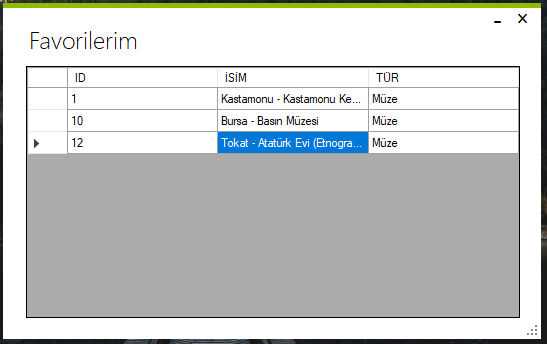 Favorilerim
ID İSİM TÜR
1 Kastamonu - Kastamonu Ke... Müze
10 Bursa - Basın Müzesi Müze
12 Tokat - Atatürk Evi (Etnogra... Müze